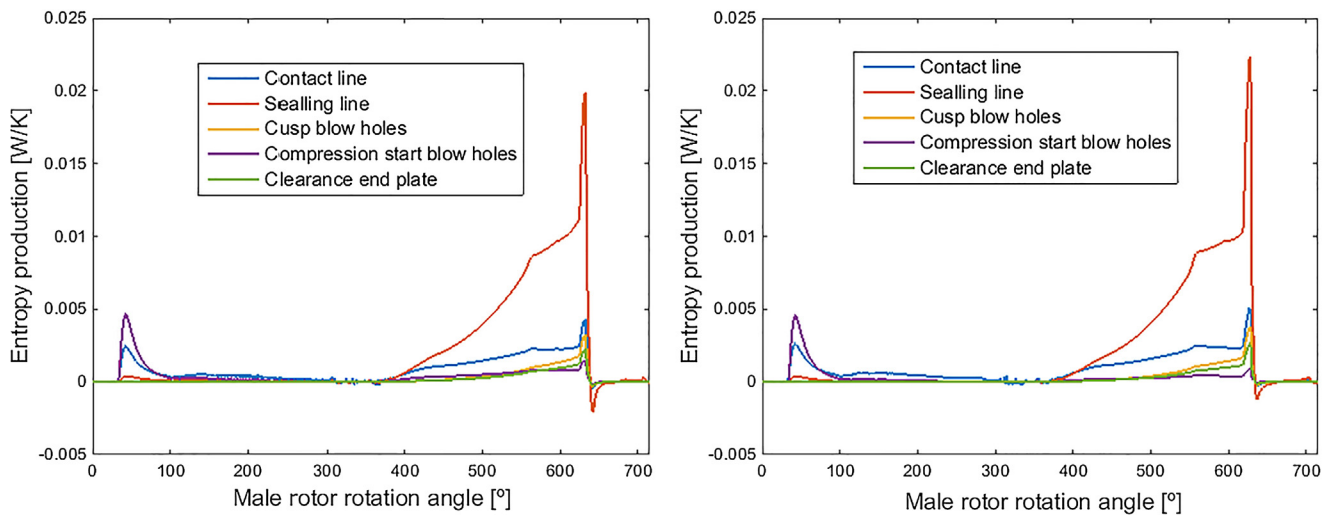 0.025
0.02
0.015
0.01
0.005
0
-0.005
Entropy production [W/K]
Contact line
Sealling line
Cusp blow holes
Compression start blow holes
Clearance end plate
0 100 200 300 400 500 600 700
Male rotor rotation angle [º]
0.025
0.02
0.015
0.01
0.005
0
-0.005
Entropy production [W/K]
Contact line
Sealling line
Cusp blow holes
Compression start blow holes
Clearance end plate
0 100 200 300 400 500 600 700
Male rotor rotation angle [º]